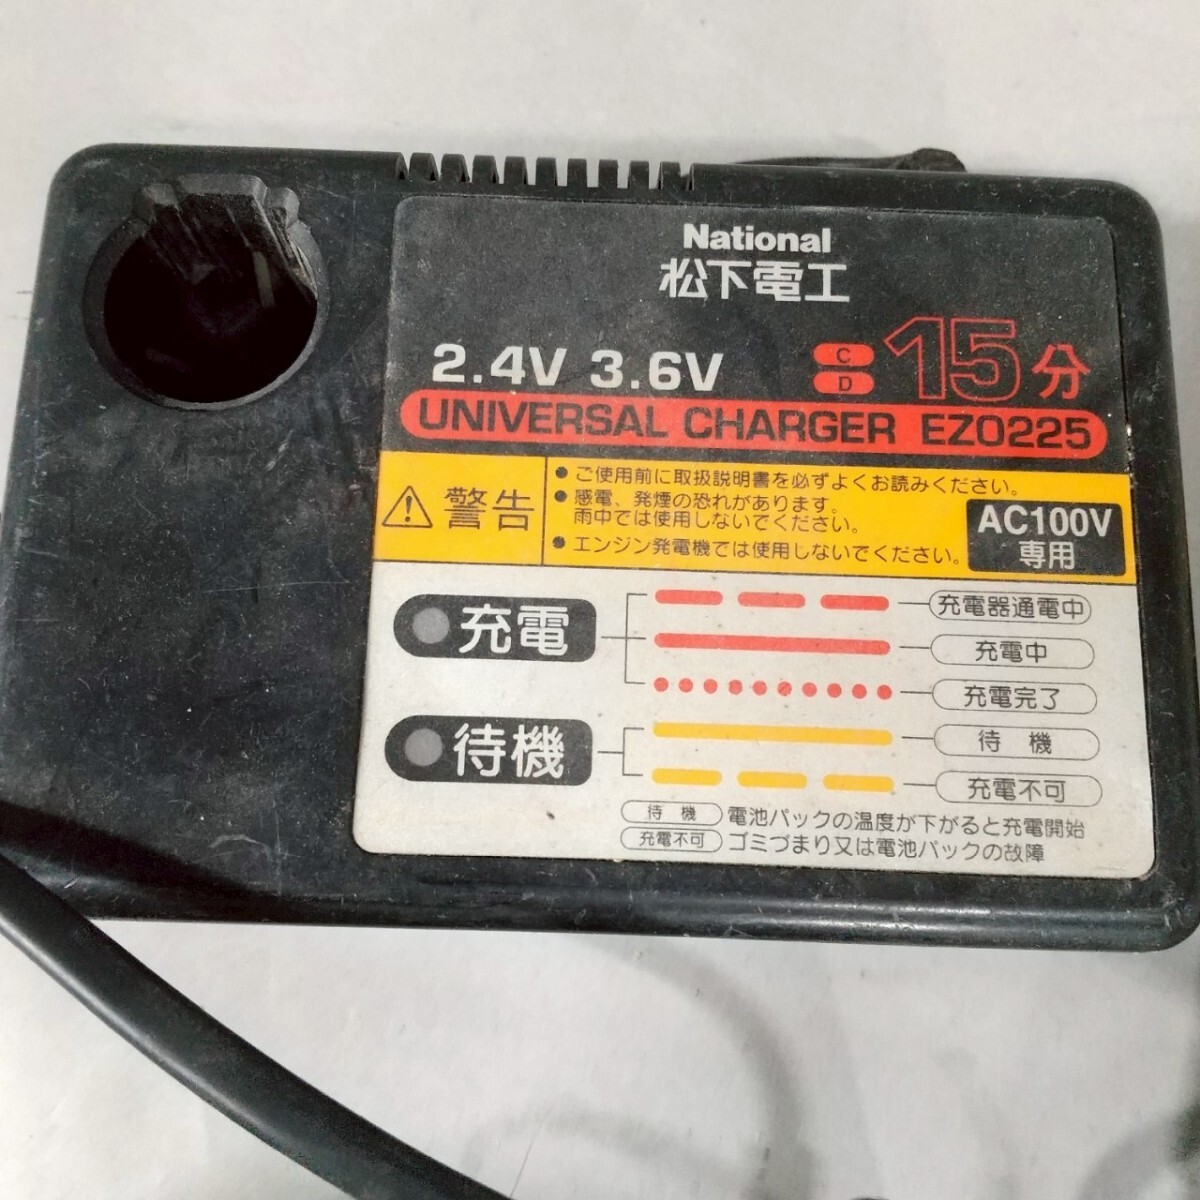 National
松下電工
2.4V 3.6V
C
D
15分
UNIVERSAL CHARGER EZ0225
警告
● ご使用前に取扱説明書を必ずよくお読みください。
● 感電、発煙の恐れがあります。
雨中では使用しないでください。
● エンジン発電機では使用しないでください。
AC100V
専用
充電
充電器通電中
充電中
充電完了
待機
待機
充電不可
待機 電池パックの温度が下がると充電開始
充電不可 ゴミづまり又は電池パックの故障